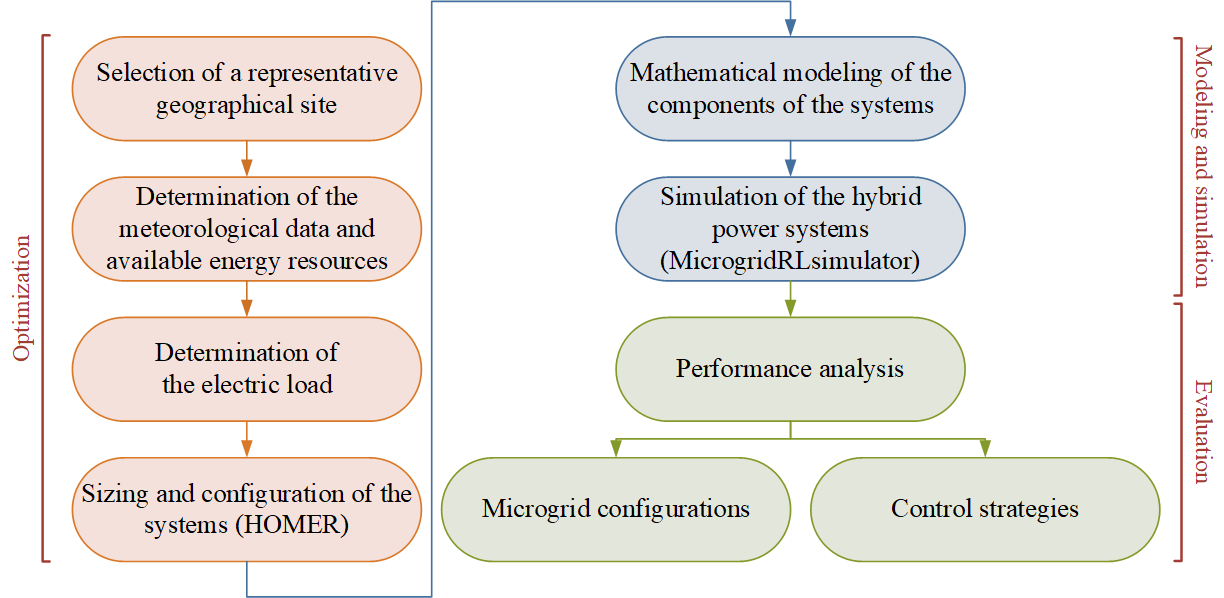 Optimization
Selection of a representative
geographical site
Determination of the
meteorological data and
available energy resources
Determination of
the electric load
Sizing and configuration of the
systems (HOMER)
Mathematical modeling of the
components of the systems
Simulation of the hybrid
power systems
(MicrogridRLsimulator)
Modeling and simulation
Performance analysis
Microgrid configurations
Control strategies
Evaluation